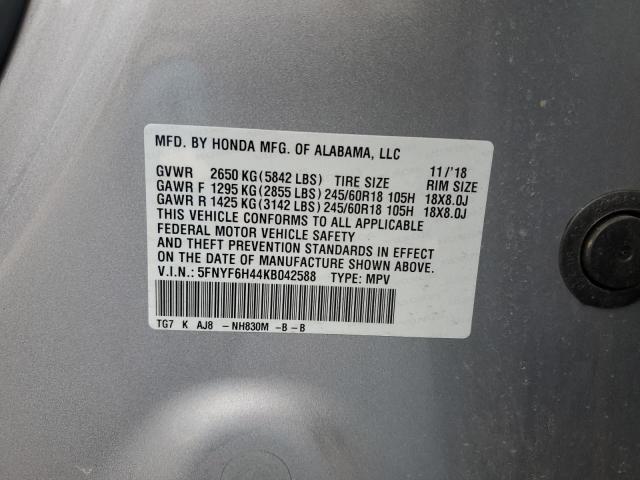 MFD. BY HONDA MFG. OF ALABAMA, LLC
GVWR 2650 KG(5842 LBS) TIRE SIZE 11/'18 RIM SIZE
GAWR F 1295 KG(2855 LBS)245/60R18 105H 18X8.0J
GAWR R 1425 KG(3142 LBS)245/60R18 105H 18X8.0J
THIS VEHICLE CONFORMS TO ALL APPLICABLE
FEDERAL MOTOR VEHICLE SAFETY
AND THEFT PREVENTION STANDARDS IN EFFECT
ON THE DATE OF MANUFACTURE SHOWN ABOVE.
V.I.N.: 5FNYF6H44KB042588 TYPE: MPV
TG7 K AJ8 -NH830M -B-B